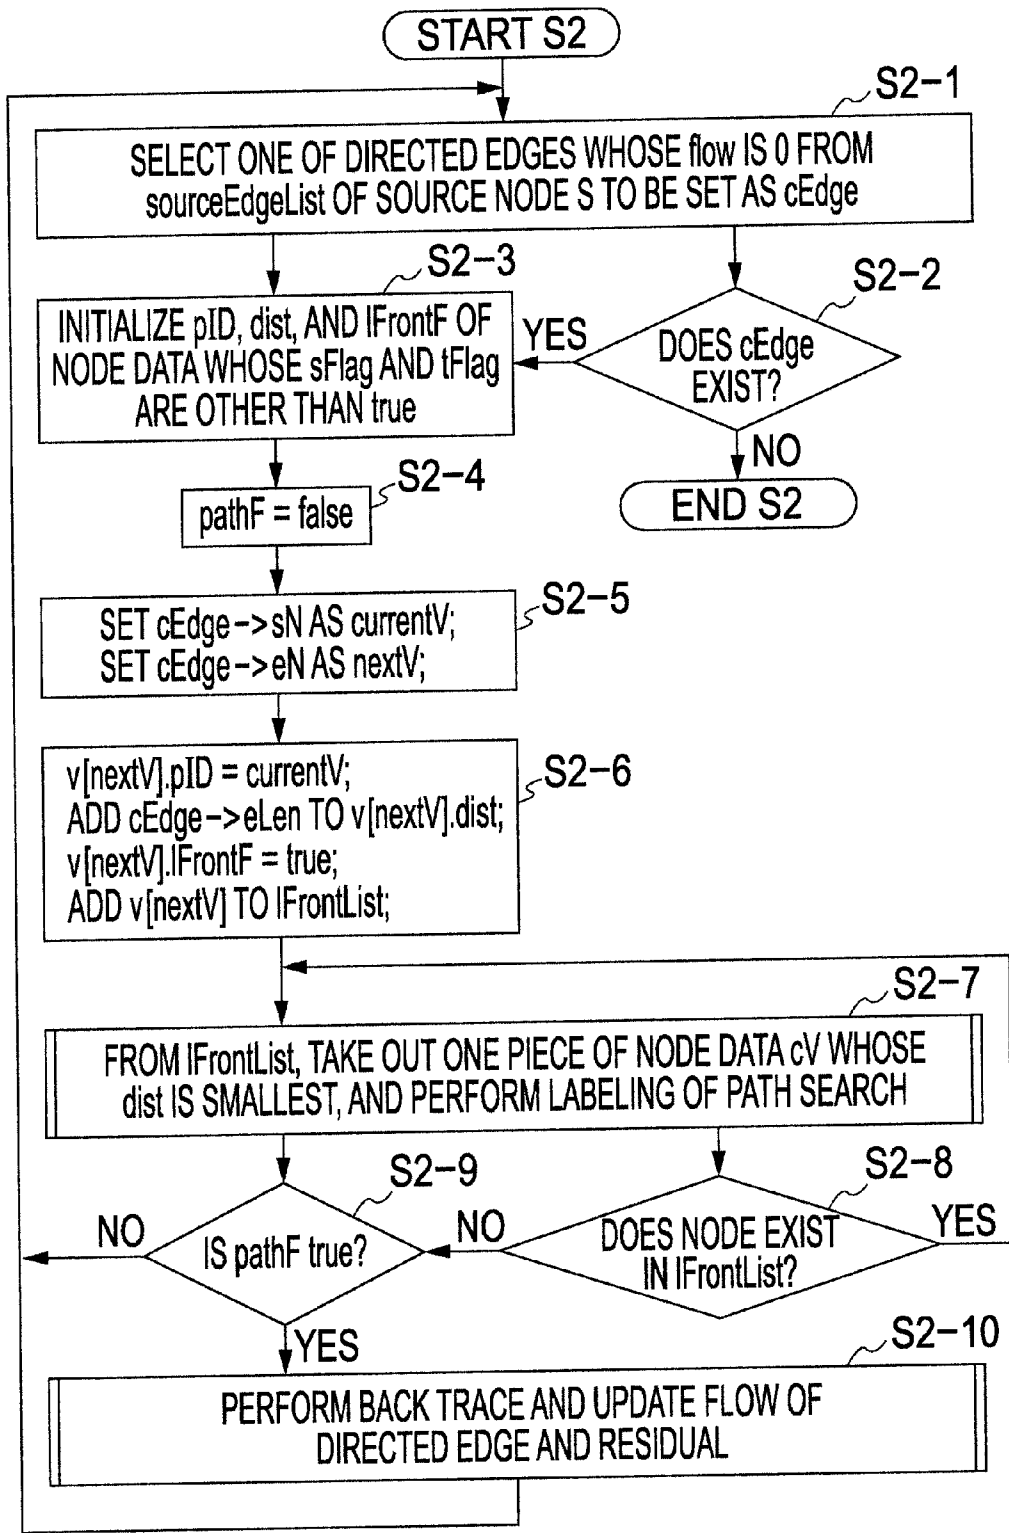 START S2
S2-1
SELECT ONE OF DIRECTED EDGES WHOSE flow IS 0 FROM
sourceEdgeList OF SOURCE NODE S TO BE SET AS cEdge
S2-3
INITIALIZE pID, dist, AND lFrontF OF
NODE DATA WHOSE sFlag AND tFlag
ARE OTHER THAN true
S2-2
YES
DOES cEdge
EXIST?
NO
END S2
S2-4
pathF = false
S2-5
SET cEdge->sN AS currentV;
SET cEdge->eN AS nextV;
S2-6
v[nextV].pID = currentV;
ADD cEdge->eLen TO v[nextV].dist;
v[nextV].lFrontF = true;
ADD v[nextV] TO lFrontList;
S2-7
FROM lFrontList, TAKE OUT ONE PIECE OF NODE DATA cV WHOSE
dist IS SMALLEST, AND PERFORM LABELING OF PATH SEARCH
S2-9
S2-8
NO
IS pathF true?
NO
DOES NODE EXIST
IN lFrontList?
YES
YES
S2-10
PERFORM BACK TRACE AND UPDATE FLOW OF
DIRECTED EDGE AND RESIDUAL